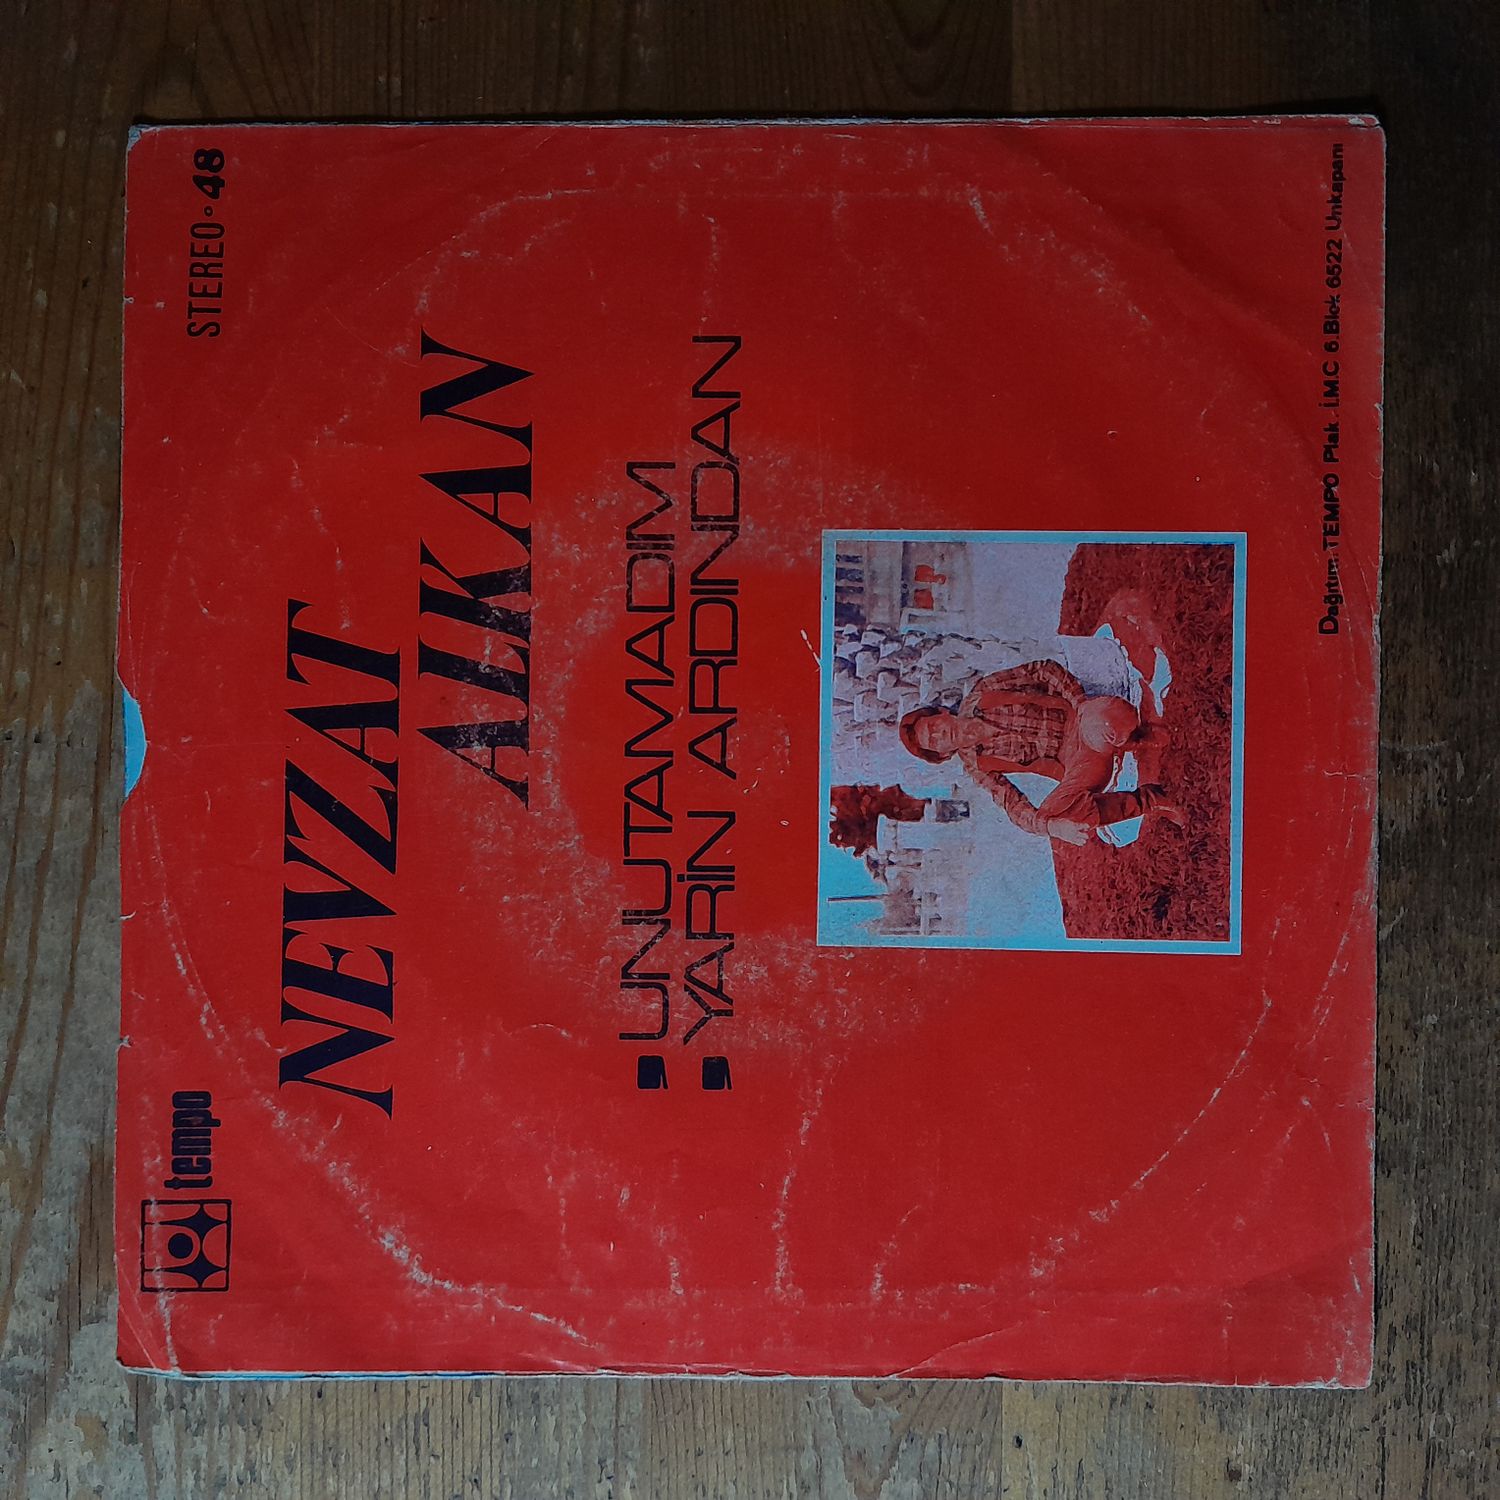 tempo
STEREO • 48
NEVZAT
ALKAN
UNUTAMADIM
YARİN ARDINDAN
Dağıtım: TEMPO Plak. İ.M.C 6.Blok 6522 Unkapanı